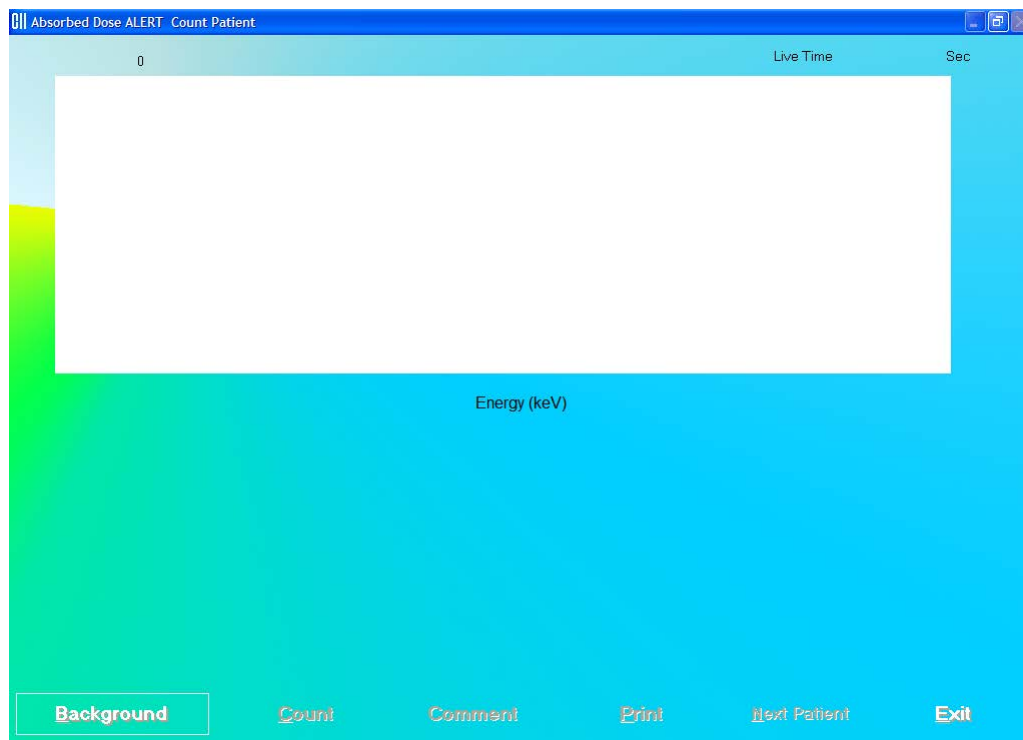 Absorbed Dose ALERT Count Patient
0 Live Time Sec
Energy (keV)
Background Count Comment Print Next Patient Exit